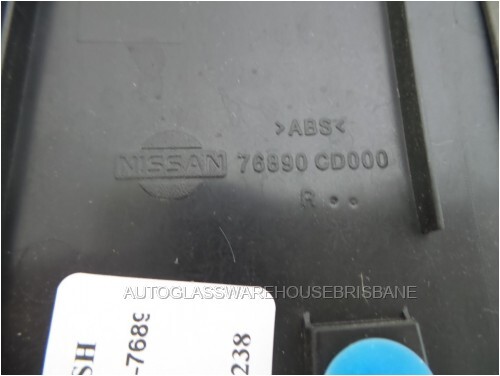 >ABS<
NISSAN 76890 CD000
R
AUTOGLASSWAREHOUSEBRISBANE
SH
-7689
238